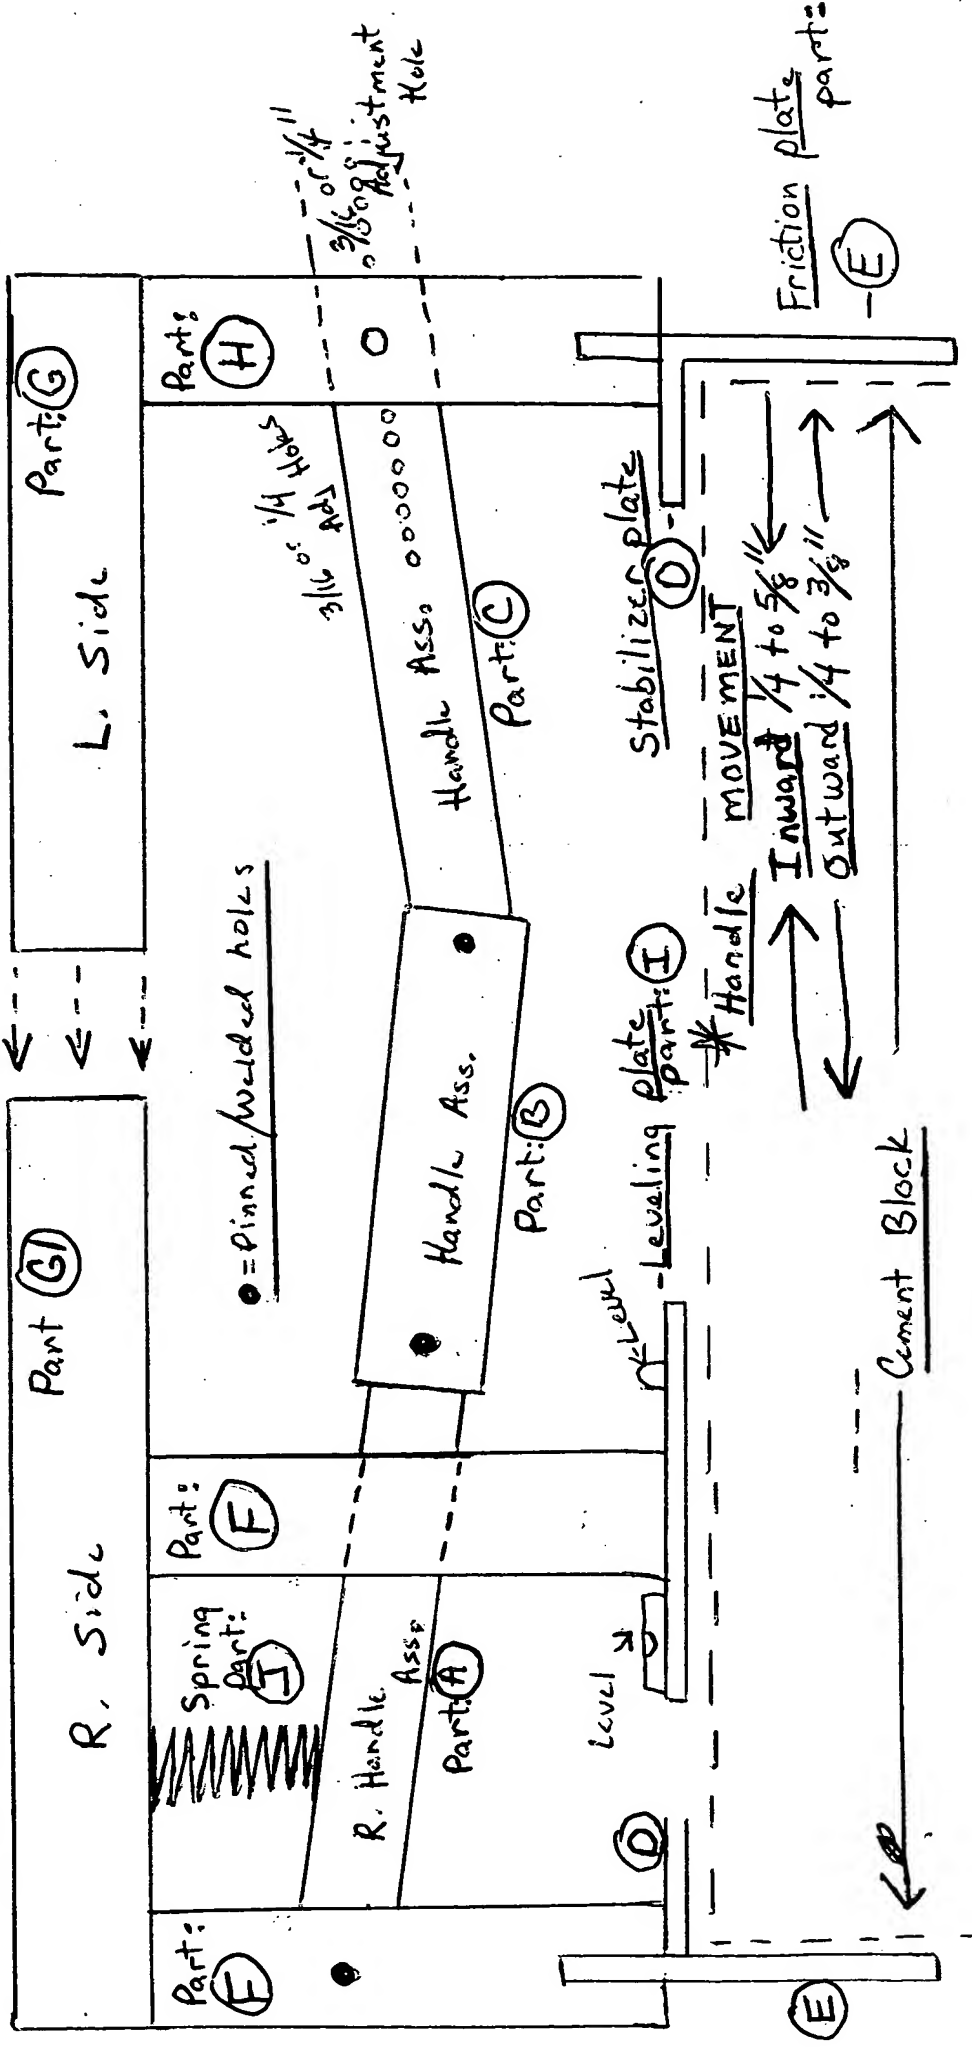 R. Side
Part G1
L. Side
Part: G
Part: F
Spring
Part:
J
Part:
F
● = Pinned/Welded holes
Part:
H
3/16 or 1/4"
Adjustment
Hole
3/16 or 1/4 Holes
Adj
R. Handle
Ass.
Part: A
Handle Ass.
Part: B
Handle Ass.
Part: C
D
Level
Level
-Leveling plate
part: I
Stabilizer plate
D -
* Handle MOVEMENT
Inward 1/4 to 5/8"
Outward 1/4 to 3/8"
Friction plate
part:
- E
E
Cement Block